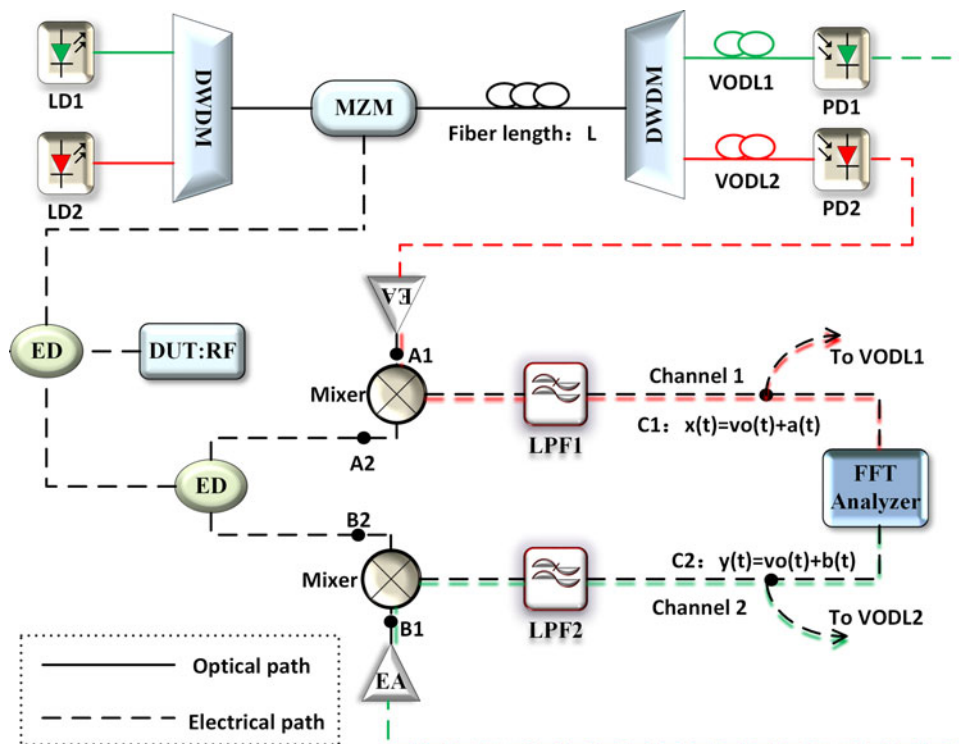 LD1
DWDM
MZM
Fiber length: L
DWDM
VODL1
PD1
LD2
VODL2
PD2
EA
A1
ED
DUT:RF
Mixer
Channel 1
To VODL1
C1: x(t)=vo(t)+a(t)
LPF1
A2
ED
FFT
Analyzer
B2
Mixer
C2: y(t)=vo(t)+b(t)
Channel 2
LPF2
To VODL2
B1
EA
Optical path
Electrical path